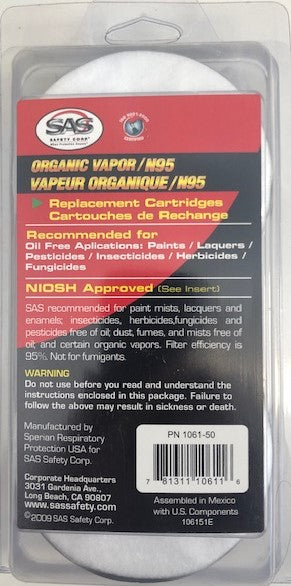 SAS
SAFETY CORP.
ORGANIC VAPOR/N95
VAPEUR ORGANIQUE/N95
Replacement Cartridges
Cartouches de Rechange
Recommended for
Oil Free Aplications: Paints / Laquers /
Pesticides / Insecticides / Herbicides /
Fungicides
NIOSH Approved (See Insert)
SAS recommended for paint mists, lacquers and
enamels; insecticides, herbicides,fungicides and
pesticides free of oil; dust, fumes, and mists free of
oil; and certain organic vapors. Filter efficiency is
95%. Not for fumigants.
WARNING
Do not use before you read and understand the
instructions enclosed in this package. Failure to
follow the above may result in sickness or death.
Manufactured by
Sperian Respiratory
Protection USA for
SAS Safety Corp.
Corporate Headquarters
3031 Gardenia Ave.,
Long Beach, CA 90807
www.sassafety.com
©2009 SAS Safety Corp.
PN 1061-50
7 61311 10611 6
Assembled in Mexico
with U.S. Components
106151E